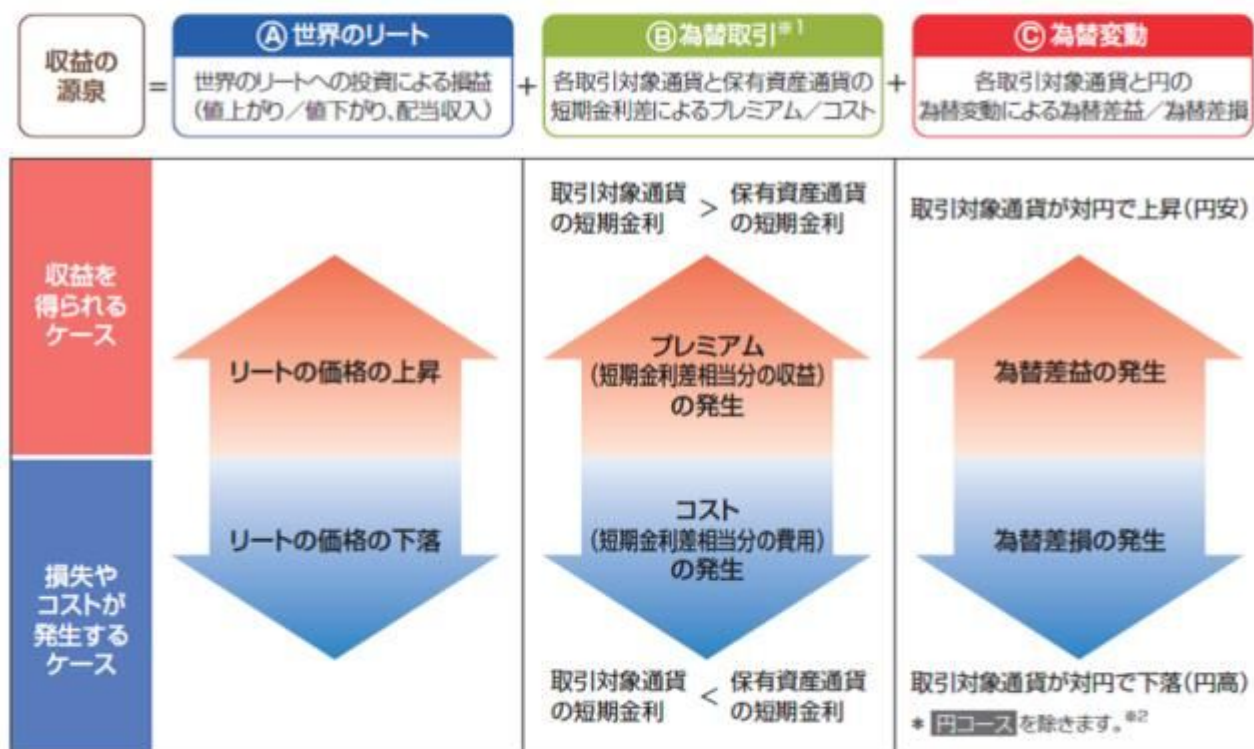 収益の
源泉
=
Ⓐ世界のリート
世界のリートへの投資による損益
(値上がり/値下がり、配当収入)
+
Ⓑ為替取引※1
各取引対象通貨と保有資産通貨の
短期金利差によるプレミアム/コスト
+
Ⓒ為替変動
各取引対象通貨と円の
為替変動による為替差益/為替差損
収益を
得られる
ケース
リートの価格の上昇
取引対象通貨
の短期金利
>
保有資産通貨
の短期金利
プレミアム
(短期金利差相当分の収益)
の発生
取引対象通貨が対円で上昇(円安)
為替差益の発生
損失や
コストが
発生する
ケース
リートの価格の下落
コスト
(短期金利差相当分の費用)
の発生
取引対象通貨
の短期金利
<
保有資産通貨
の短期金利
為替差損の発生
取引対象通貨が対円で下落(円高)
* 円コースを除きます。※2